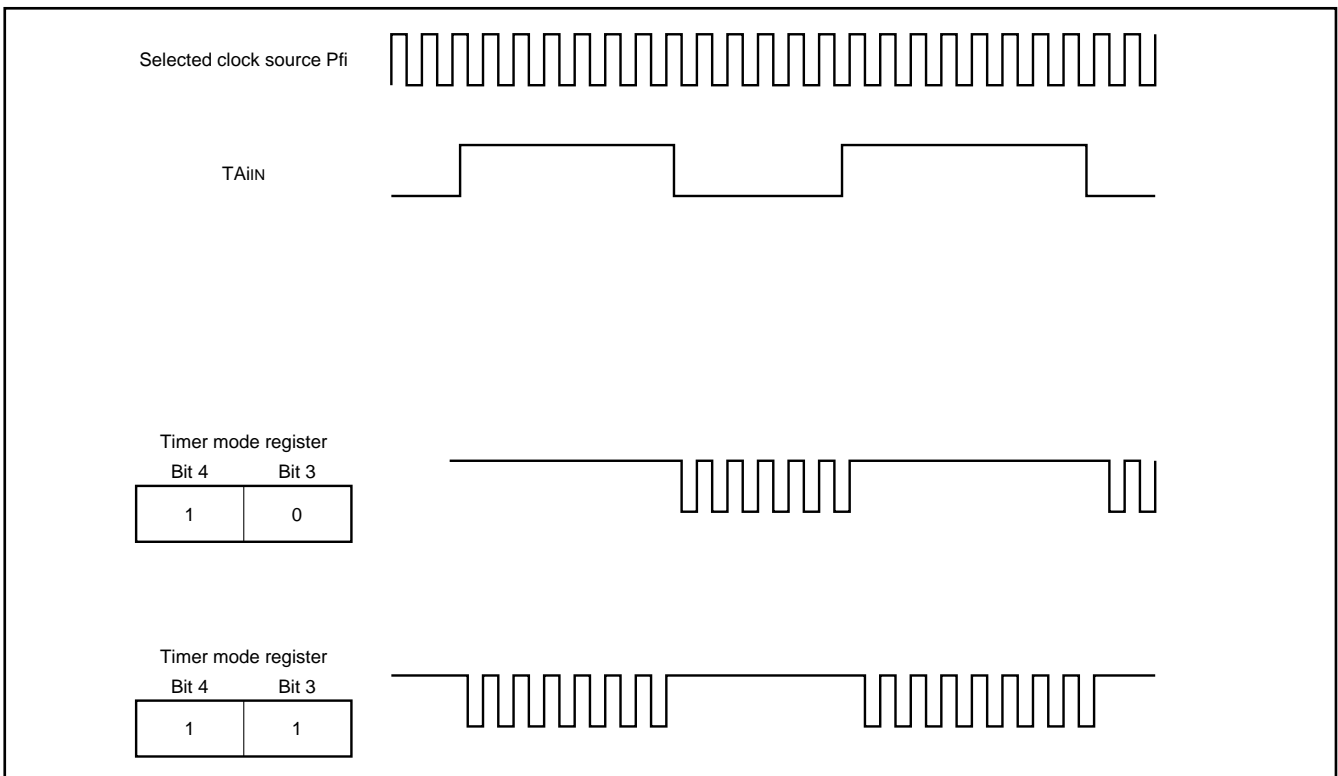 Selected clock source Pfi
TAiIN
Timer mode register
Bit 4 Bit 3
1 0
Timer mode register
Bit 4 Bit 3
1 1